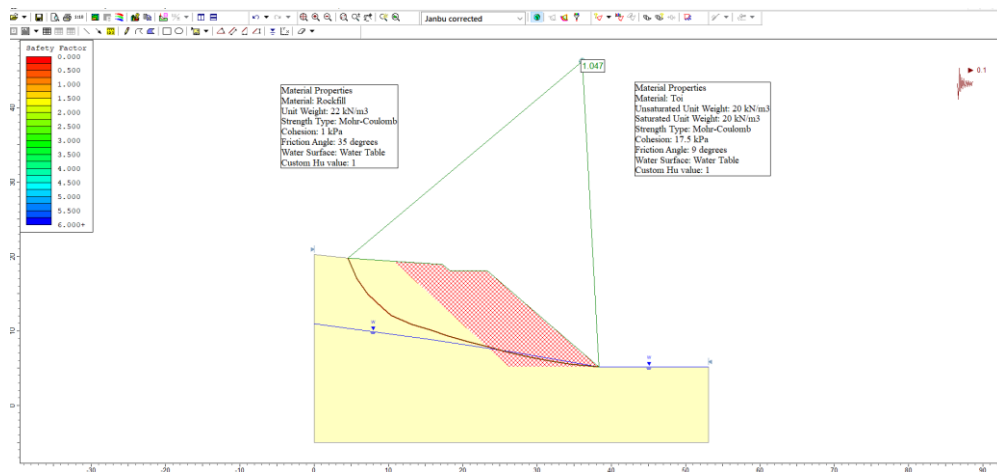 Janbu corrected
Safety Factor
0.000
0.500
1.000
1.500
2.000
2.500
3.000
3.500
4.000
4.500
5.000
5.500
6.000+
Material Properties
Material: Rockfill
Unit Weight: 22 kN/m3
Strength Type: Mohr-Coulomb
Cohesion: 1 kPa
Friction Angle: 35 degrees
Water Surface: Water Table
Custom Hu value: 1
1.047
Material Properties
Material: Toi
Unsaturated Unit Weight: 20 kN/m3
Saturated Unit Weight: 20 kN/m3
Strength Type: Mohr-Coulomb
Cohesion: 17.5 kPa
Friction Angle: 9 degrees
Water Surface: Water Table
Custom Hu value: 1
0.1
40
30
20
10
0
W
W
-30
-20
-10
0
10
20
30
40
50
60
70
80
90